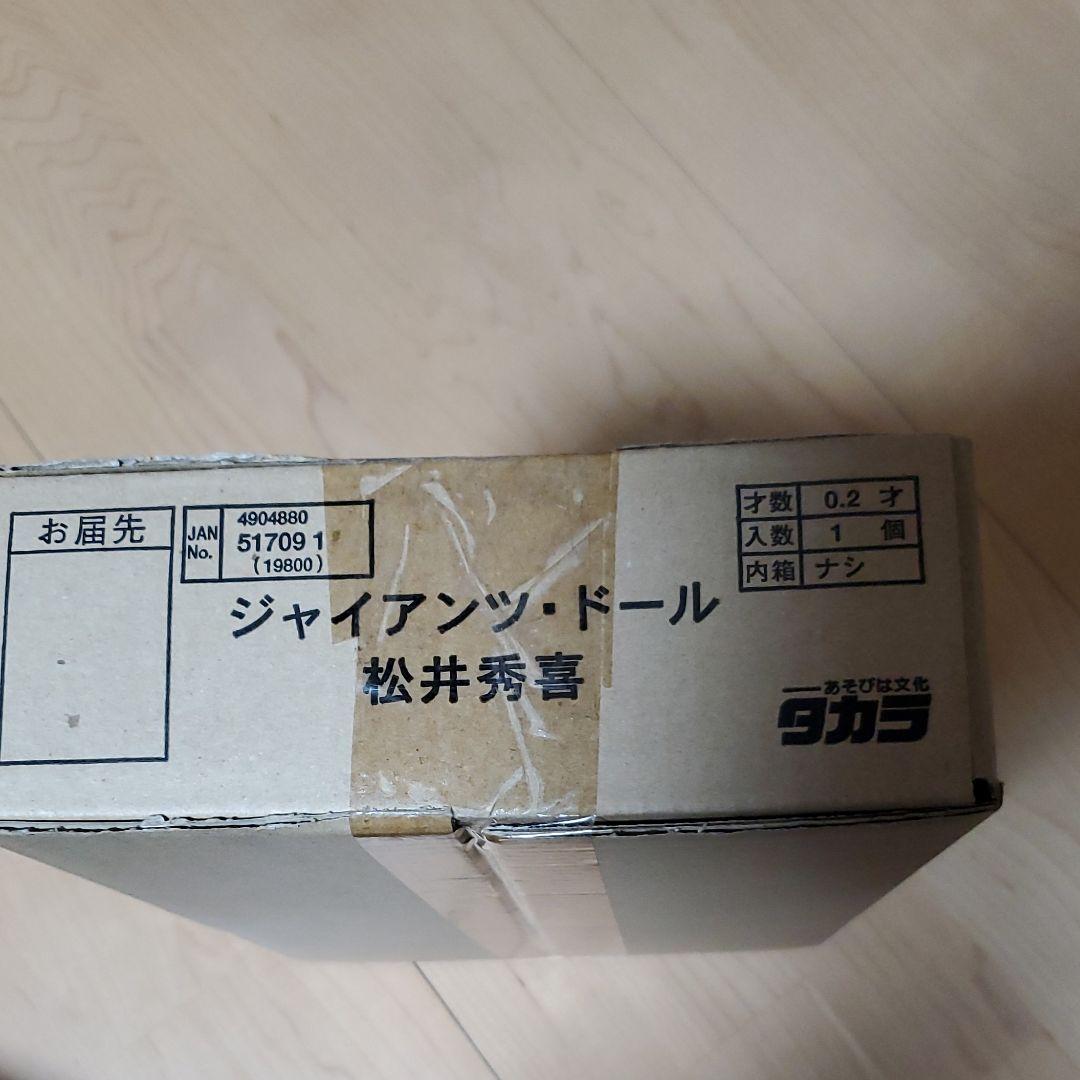 お届先
JAN No.
4904880
51709 1
(19800)
ジャイアンツ・ドール
松井秀喜
才数 0.2 才
入数 1 個
内箱 ナシ
あそびは文化
タカラ